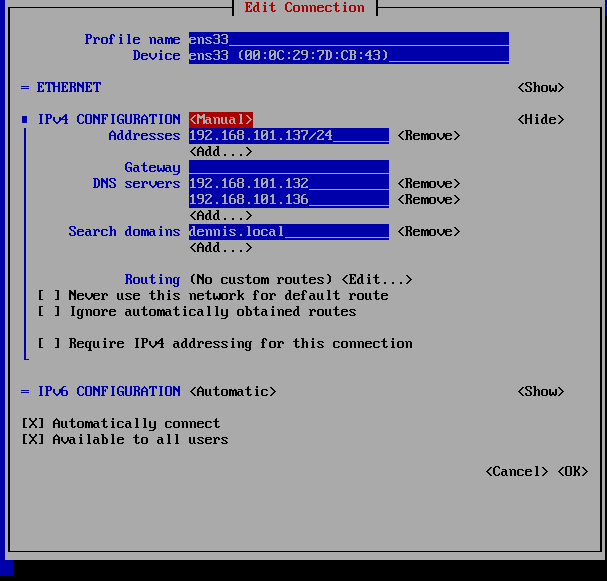 Edit Connection
Profile name ens33
Device ens33 (00:0C:29:7D:CB:43)
= ETHERNET <Show>
IPv4 CONFIGURATION <Manual> <Hide>
Addresses 192.168.101.137/24 <Remove>
<Add...>
Gateway
DNS servers 192.168.101.132 <Remove>
192.168.101.136 <Remove>
<Add...>
Search domains dennis.local <Remove>
<Add...>
Routing (No custom routes) <Edit...>
[ ] Never use this network for default route
[ ] Ignore automatically obtained routes
[ ] Require IPv4 addressing for this connection
= IPv6 CONFIGURATION <Automatic> <Show>
[X] Automatically connect
[X] Available to all users
<Cancel> <OK>